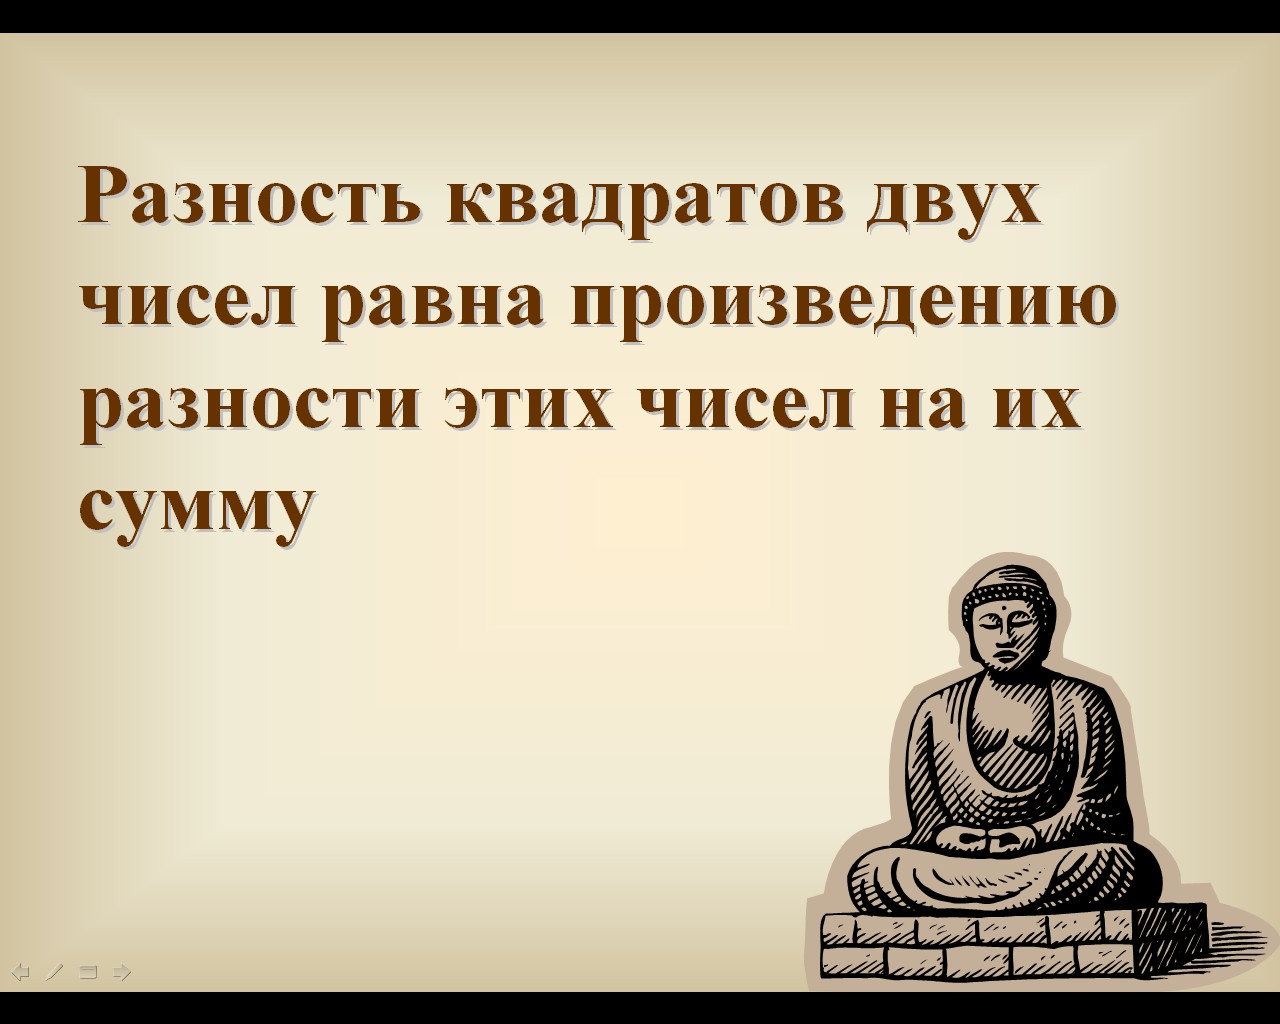 Разность квадратов двух
чисел равна произведению
разности этих чисел на их
сумму